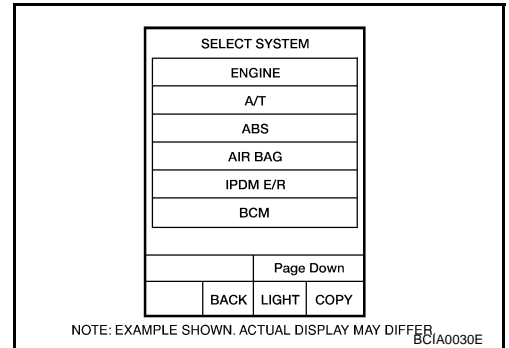 SELECT SYSTEM
ENGINE
A/T
ABS
AIR BAG
IPDM E/R
BCM
Page Down
BACK LIGHT COPY
NOTE: EXAMPLE SHOWN. ACTUAL DISPLAY MAY DIFFER.
BCIA0030E